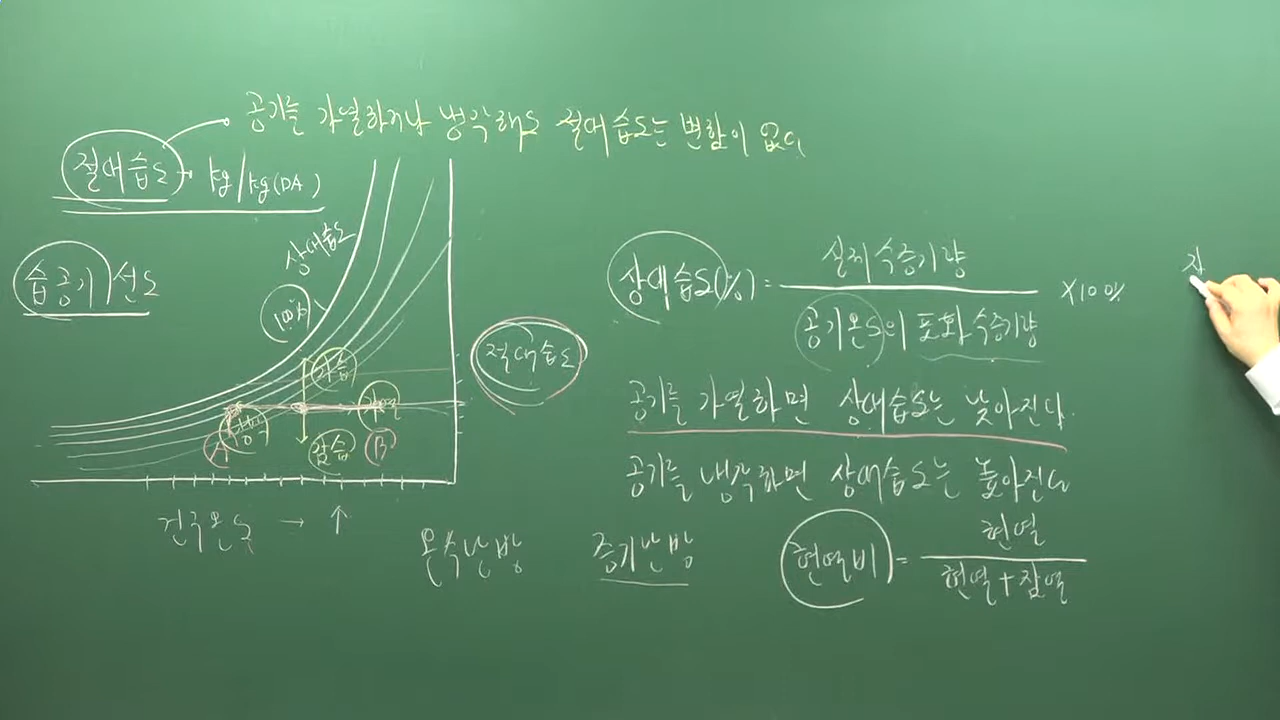 공기를 가열하거나 냉각해도 절대습도는 변함이 없다
절대습도 kg/kg(DA)
습공기 선도
상대습도
100%
가습
가열
냉각
감습
A
B
절대습도
건구온도 → ↑
온수난방 증기난방
상대습도(%) = 실제 수증기량
공기온도의 포화수증기량
×100%
공기를 가열하면 상대습도는 낮아진다.
공기를 냉각하면 상대습도는 높아진다
현열비 = 현열
현열+잠열